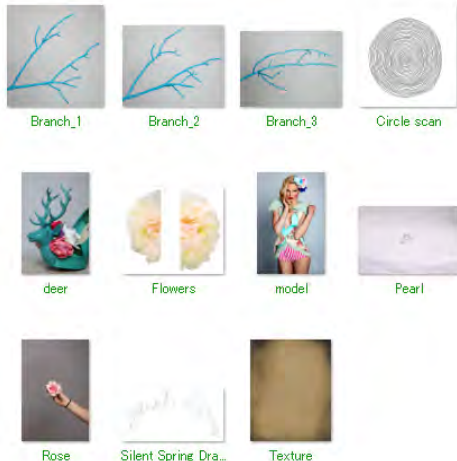 Branch_1
Branch_2
Branch_3
Circle scan
deer
Flowers
model
Pearl
Rose
Silent Spring Dra...
Texture